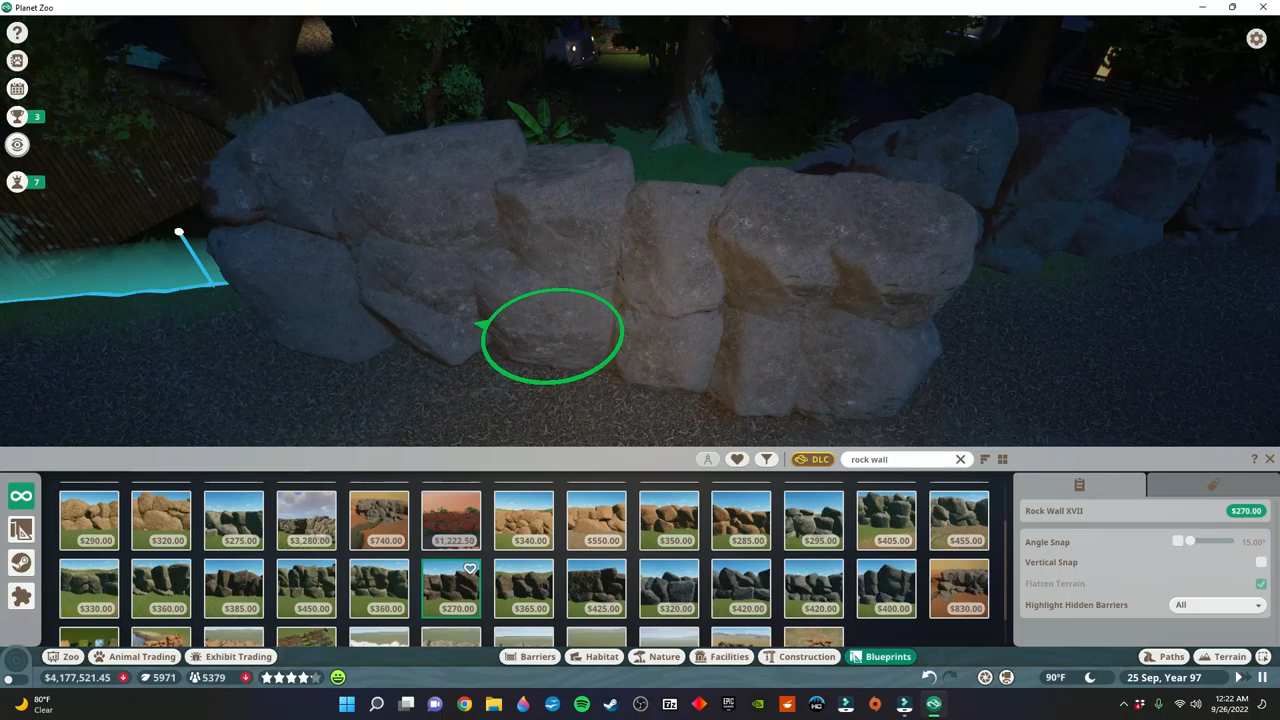 Planet Zoo
3
7
DLC
rock wall
$290.00
$320.00
$275.00
$3,280.00
$740.00
$1,222.50
$340.00
$550.00
$350.00
$285.00
$295.00
$405.00
$455.00
$330.00
$360.00
$385.00
$450.00
$360.00
$270.00
$365.00
$425.00
$320.00
$420.00
$420.00
$400.00
$830.00
Rock Wall XVII $270.00
Angle Snap 15.00°
Vertical Snap
Flatten Terrain
Highlight Hidden Barriers All
Zoo Animal Trading Exhibit Trading Barriers Habitat Nature Facilities Construction Blueprints Paths Terrain
$4,177,521.45 5971 5379 90°F 25 Sep, Year 97
80°F
Clear
12:22 AM
9/26/2022